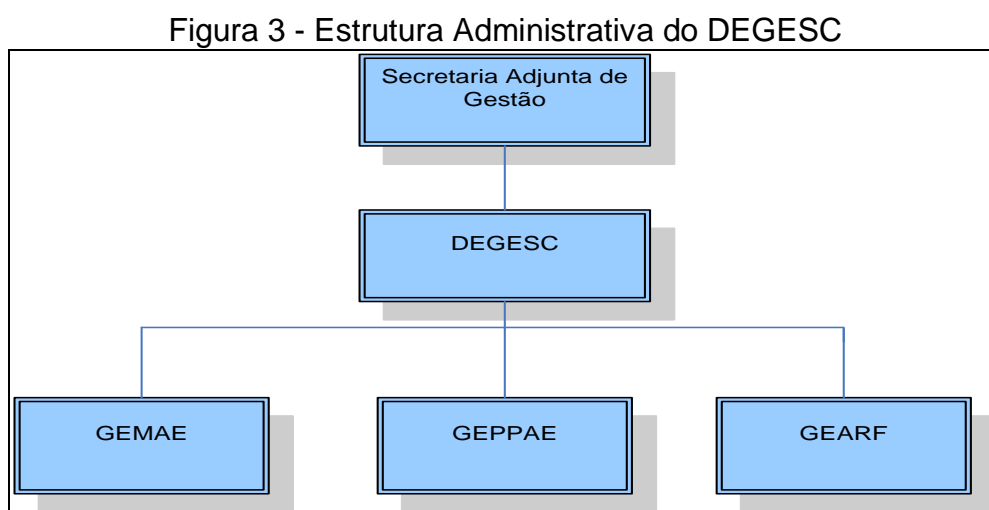 Figura 3 - Estrutura Administrativa do DEGESC
Secretaria Adjunta de
Gestão
DEGESC
GEMAE
GEPPAE
GEARF